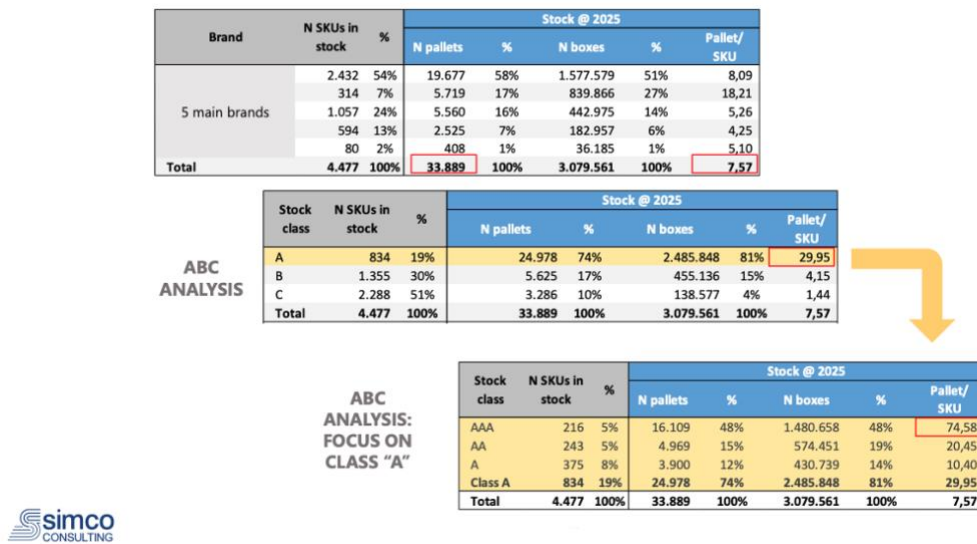 Brand N SKUs in stock % Stock @ 2025
N pallets % N boxes % Pallet/ SKU
2.432 54% 19.677 58% 1.577.579 51% 8,09
314 7% 5.719 17% 839.866 27% 18,21
5 main brands 1.057 24% 5.560 16% 442.975 14% 5,26
594 13% 2.525 7% 182.957 6% 4,25
80 2% 408 1% 36.185 1% 5,10
Total 4.477 100% 33.889 100% 3.079.561 100% 7,57
ABC
ANALYSIS
Stock class N SKUs in stock % Stock @ 2025
N pallets % N boxes % Pallet/ SKU
A 834 19% 24.978 74% 2.485.848 81% 29,95
B 1.355 30% 5.625 17% 455.136 15% 4,15
C 2.288 51% 3.286 10% 138.577 4% 1,44
Total 4.477 100% 33.889 100% 3.079.561 100% 7,57
ABC
ANALYSIS:
FOCUS ON
CLASS “A”
Stock class N SKUs in stock % Stock @ 2025
N pallets % N boxes % Pallet/ SKU
AAA 216 5% 16.109 48% 1.480.658 48% 74,58
AA 243 5% 4.969 15% 574.451 19% 20,45
A 375 8% 3.900 12% 430.739 14% 10,40
Class A 834 19% 24.978 74% 2.485.848 81% 29,95
Total 4.477 100% 33.889 100% 3.079.561 100% 7,57
simco
CONSULTING